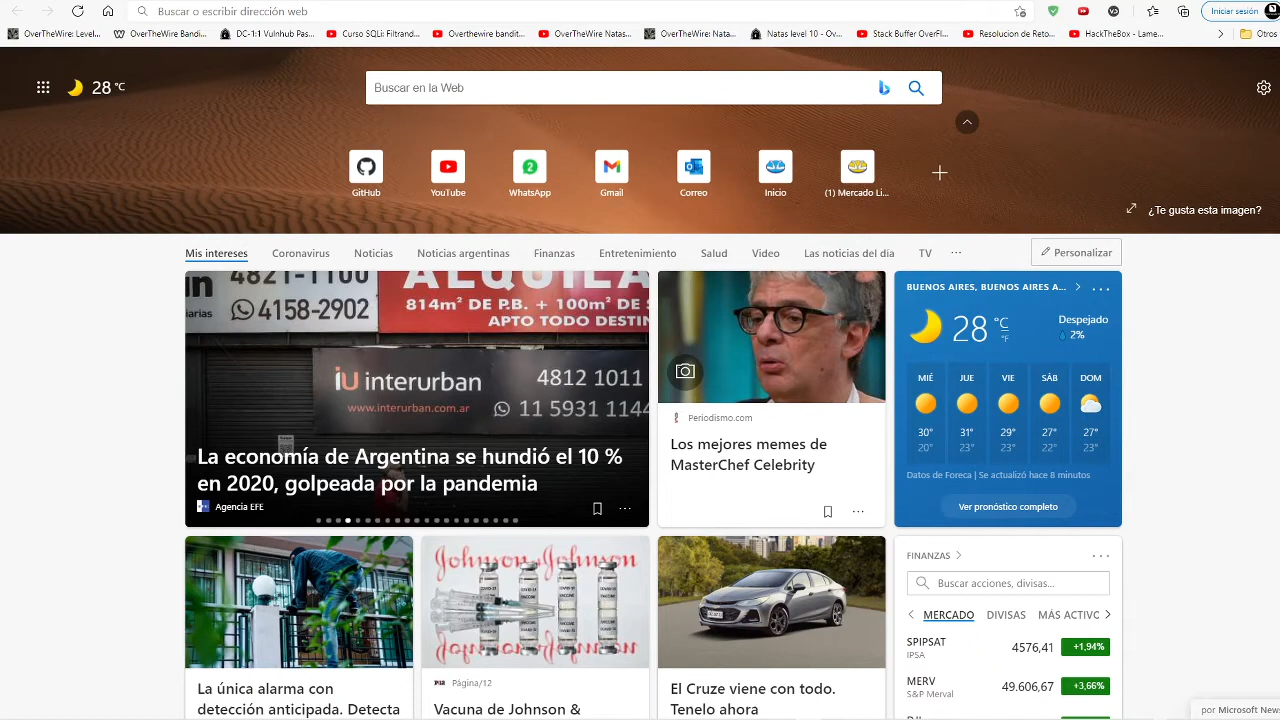 Buscar o escribir dirección web
Iniciar sesión
OverTheWire: Level...
OverTheWire Band...
DC-1:1 Vulnhub Pas...
Curso SQLi: Filtrand...
Overthewire bandit...
OverTheWire Natas...
OverTheWire: Nata...
Natas level 10 - Ov...
Stack Buffer OverFl...
Resolucion de Reto...
HackTheBox - Lame...
Otros
28 °C
Buscar en la Web
GitHub
YouTube
WhatsApp
Gmail
Correo
Inicio
(1) Mercado Li...
¿Te gusta esta imagen?
Mis intereses
Coronavirus
Noticias
Noticias argentinas
Finanzas
Entretenimiento
Salud
Video
Las noticias del día
TV
...
Personalizar
4821-1100
4158-2902
ALQUILA
814m² DE P.B. + 100m² DE S
APTO TODO DESTIN
iu interurban
www.interurban.com.ar
4812 1011
11 5931 1144
La economía de Argentina se hundió el 10 %
en 2020, golpeada por la pandemia
Agencia EFE
Periodismo.com
Los mejores memes de
MasterChef Celebrity
BUENOS AIRES, BUENOS AIRES A...
28 °C
°F
Despejado
2%
MIÉ JUE VIE SÁB DOM
30° 31° 29° 27° 27°
20° 23° 23° 22° 23°
Datos de Foreca | Se actualizó hace 8 minutos
Ver pronóstico completo
La única alarma con
detección anticipada. Detecta
Johnson & Johnson
Página/12
Vacuna de Johnson &
El Cruze viene con todo.
Tenelo ahora
FINANZAS
Buscar acciones, divisas...
MERCADO DIVISAS MÁS ACTIVO
SPIPSAT 4576,41 +1,94%
IPSA
MERV 49.606,67 +3,66%
S&P Merval
por Microsoft News